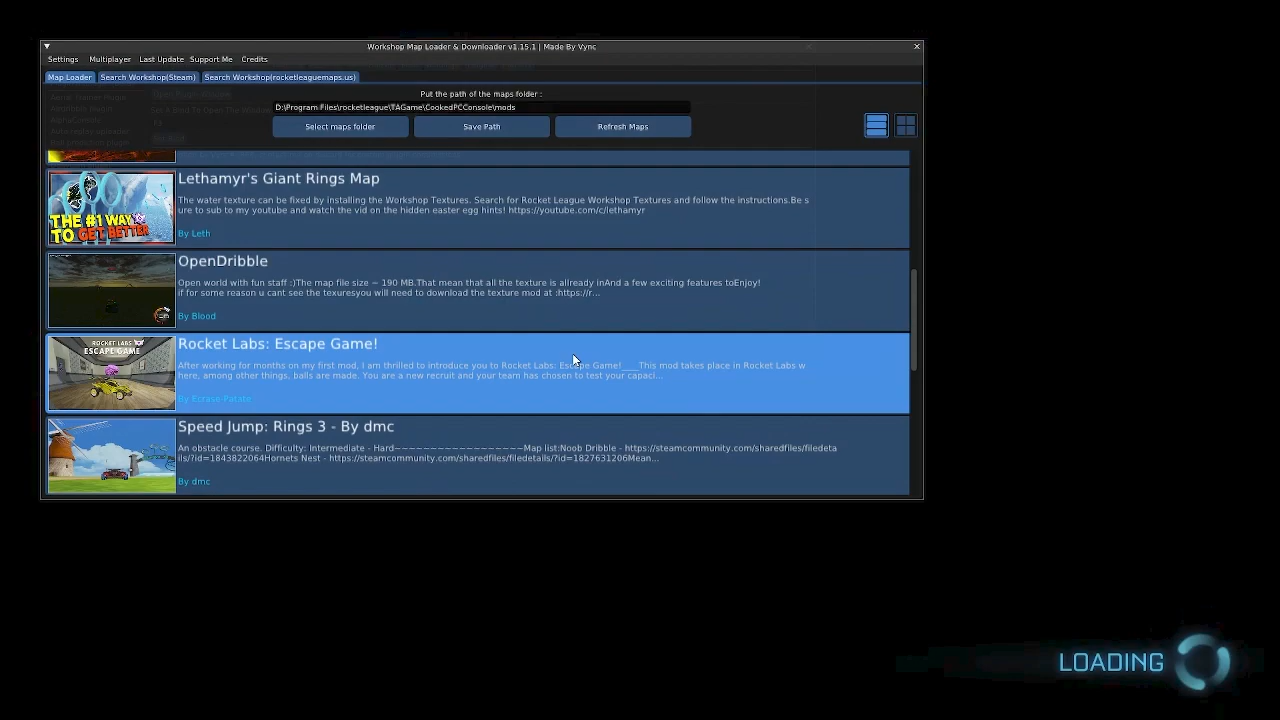 Workshop Map Loader & Downloader v1.15.1 | Made By Vync
Settings Multiplayer Last Update Support Me Credits
Map Loader Search Workshop(Steam) Search Workshop(rocketleaguemaps.us)
Put the path of the maps folder :
D:\Program Files\rocketleague\TAGame\CookedPCConsole\mods
Select maps folder Save Path Refresh Maps
Lethamyr's Giant Rings Map
The water texture can be fixed by installing the Workshop Textures. Search for Rocket League Workshop Textures and follow the instructions.Be s
ure to sub to my youtube and watch the vid on the hidden easter egg hints! https://youtube.com/c/lethamyr
By Leth
THE #1 WAY
TO GET BETTER
OpenDribble
Open world with fun staff :)The map file size ~ 190 MB.That mean that all the texture is allready inAnd a few exciting features toEnjoy!
if for some reason u cant see the texuresyou will need to download the texture mod at :https://r...
By Blood
Rocket Labs: Escape Game!
After working for months on my first mod, I am thrilled to introduce you to Rocket Labs: Escape Game!____This mod takes place in Rocket Labs w
here, among other things, balls are made. You are a new recruit and your team has chosen to test your capaci...
By Estase-Patate
ROCKET LABS
ESCAPE GAME
Speed Jump: Rings 3 - By dmc
An obstacle course. Difficulty: Intermediate - Hard~~~~~~~~~~~~~~~~~~Map list:Noob Dribble - https://steamcommunity.com/sharedfiles/filedeta
ils/?id=1843822064Hornets Nest - https://steamcommunity.com/sharedfiles/filedetails/?id=1827631206Mean...
By dmc
LOADING